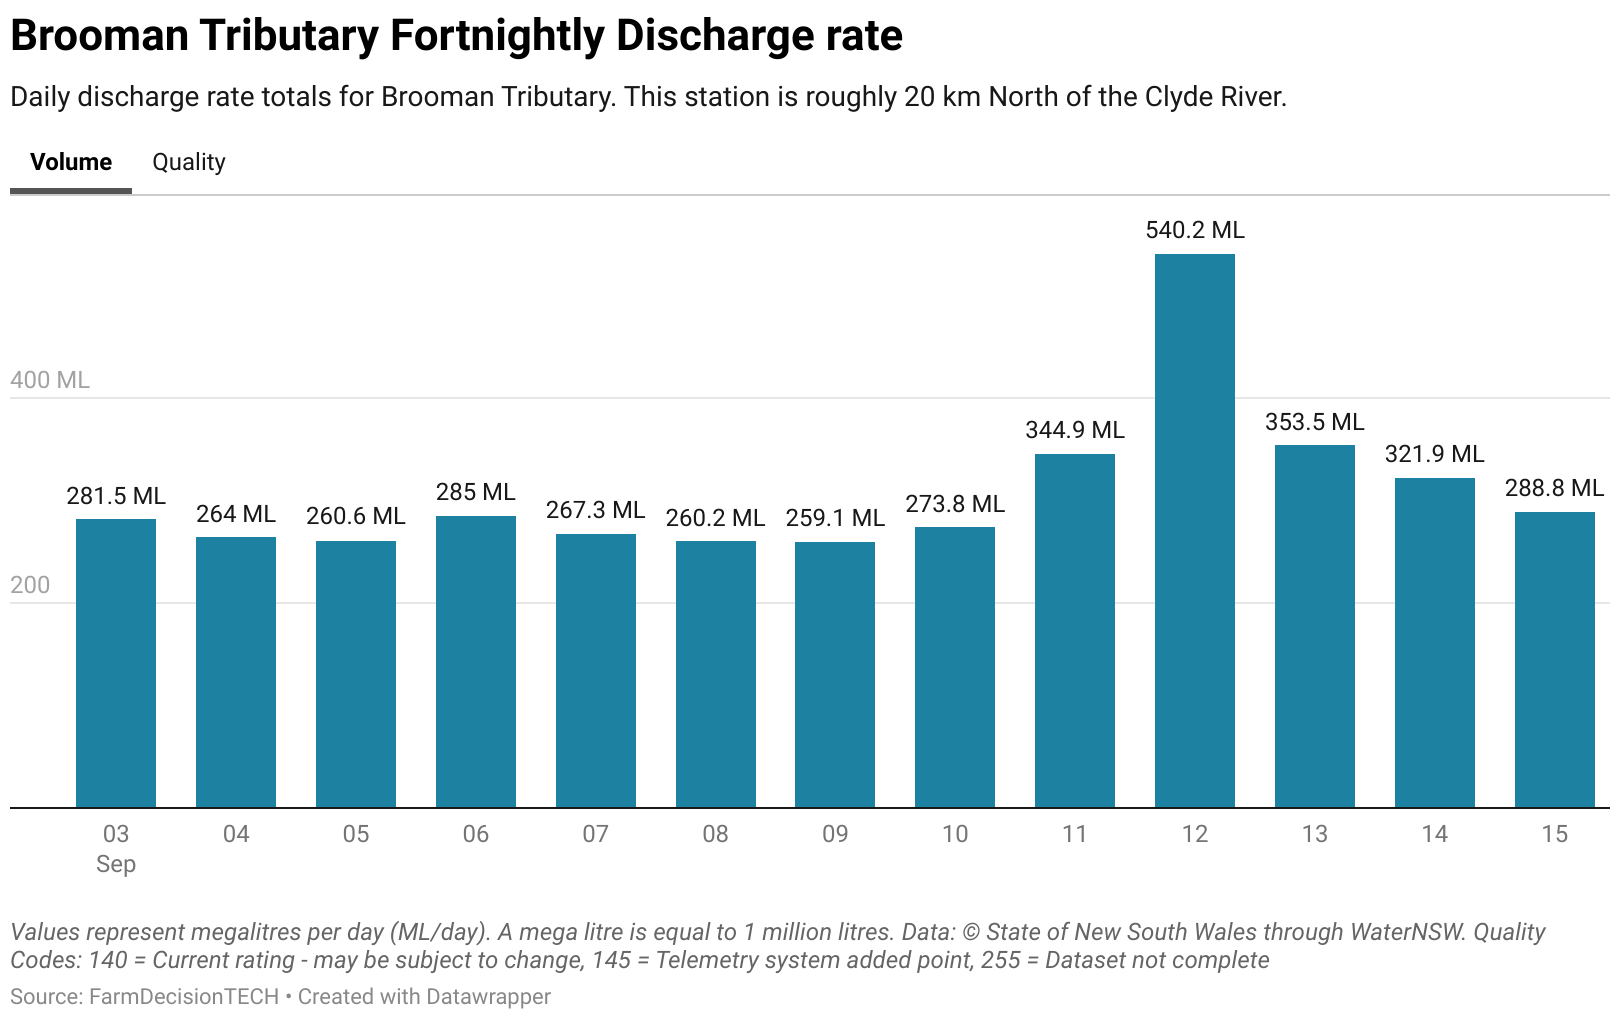 Brooman Tributary Fortnightly Discharge rate
Daily discharge rate totals for Brooman Tributary. This station is roughly 20 km North of the Clyde River.
Volume Quality
540.2 ML
400 ML
353.5 ML
344.9 ML
321.9 ML
288.8 ML
285 ML
281.5 ML
273.8 ML
267.3 ML
264 ML
260.6 ML
260.2 ML
259.1 ML
200
03 04 05 06 07 08 09 10 11 12 13 14 15
Sep
Values represent megalitres per day (ML/day). A mega litre is equal to 1 million litres. Data: © State of New South Wales through WaterNSW. Quality
Codes: 140 = Current rating - may be subject to change, 145 = Telemetry system added point, 255 = Dataset not complete
Source: FarmDecisionTECH • Created with Datawrapper